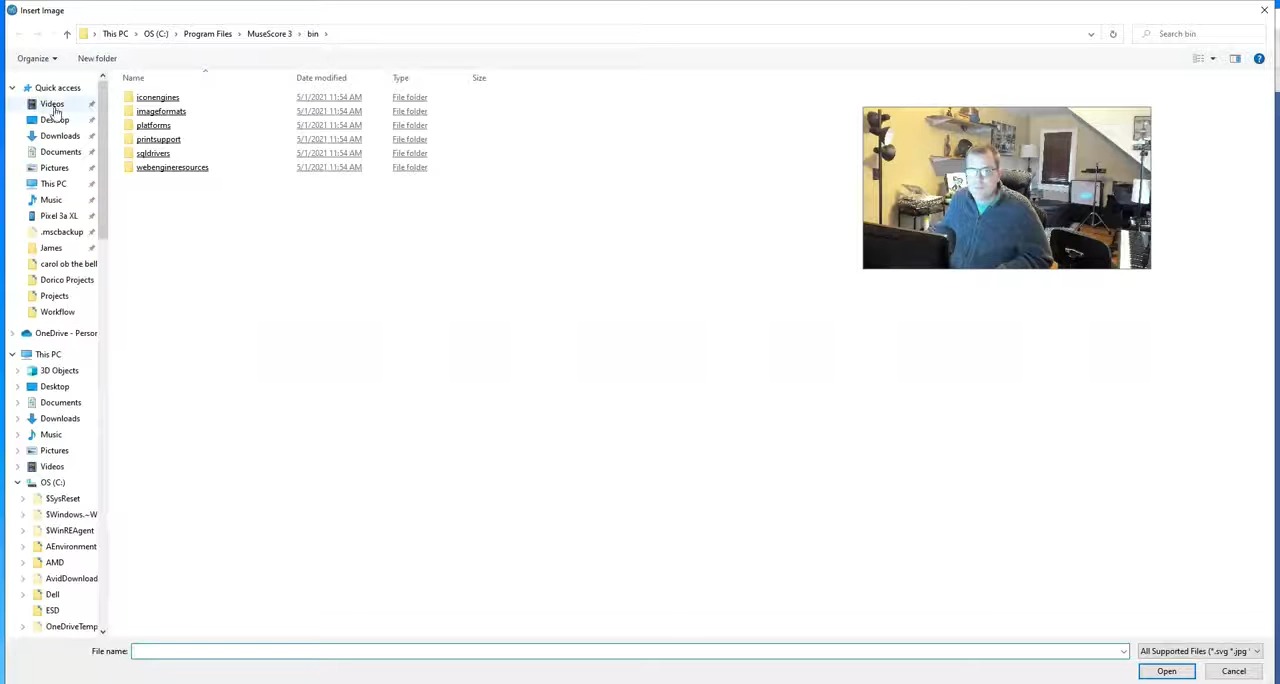 Insert Image
This PC > OS (C:) > Program Files > MuseScore 3 > bin >
Search bin
Organize
New folder
Name
Date modified
Type
Size
Quick access
Videos
Desktop
Downloads
Documents
Pictures
This PC
Music
Pixel 3a XL
.mscbackup
James
carol ob the bell
Dorico Projects
Projects
Workflow
OneDrive - Person
This PC
3D Objects
Desktop
Documents
Downloads
Music
Pictures
Videos
OS (C:)
$SysReset
$Windows.~W
$WinREAgent
AEnvironment
AMD
AvidDownload
Dell
ESD
OneDriveTemp
iconengines 5/1/2021 11:54 AM File folder
imageformats 5/1/2021 11:54 AM File folder
platforms 5/1/2021 11:54 AM File folder
printsupport 5/1/2021 11:54 AM File folder
sqldrivers 5/1/2021 11:54 AM File folder
webengineresources 5/1/2021 11:54 AM File folder
File name:
All Supported Files (*.svg *.jpg
Open
Cancel